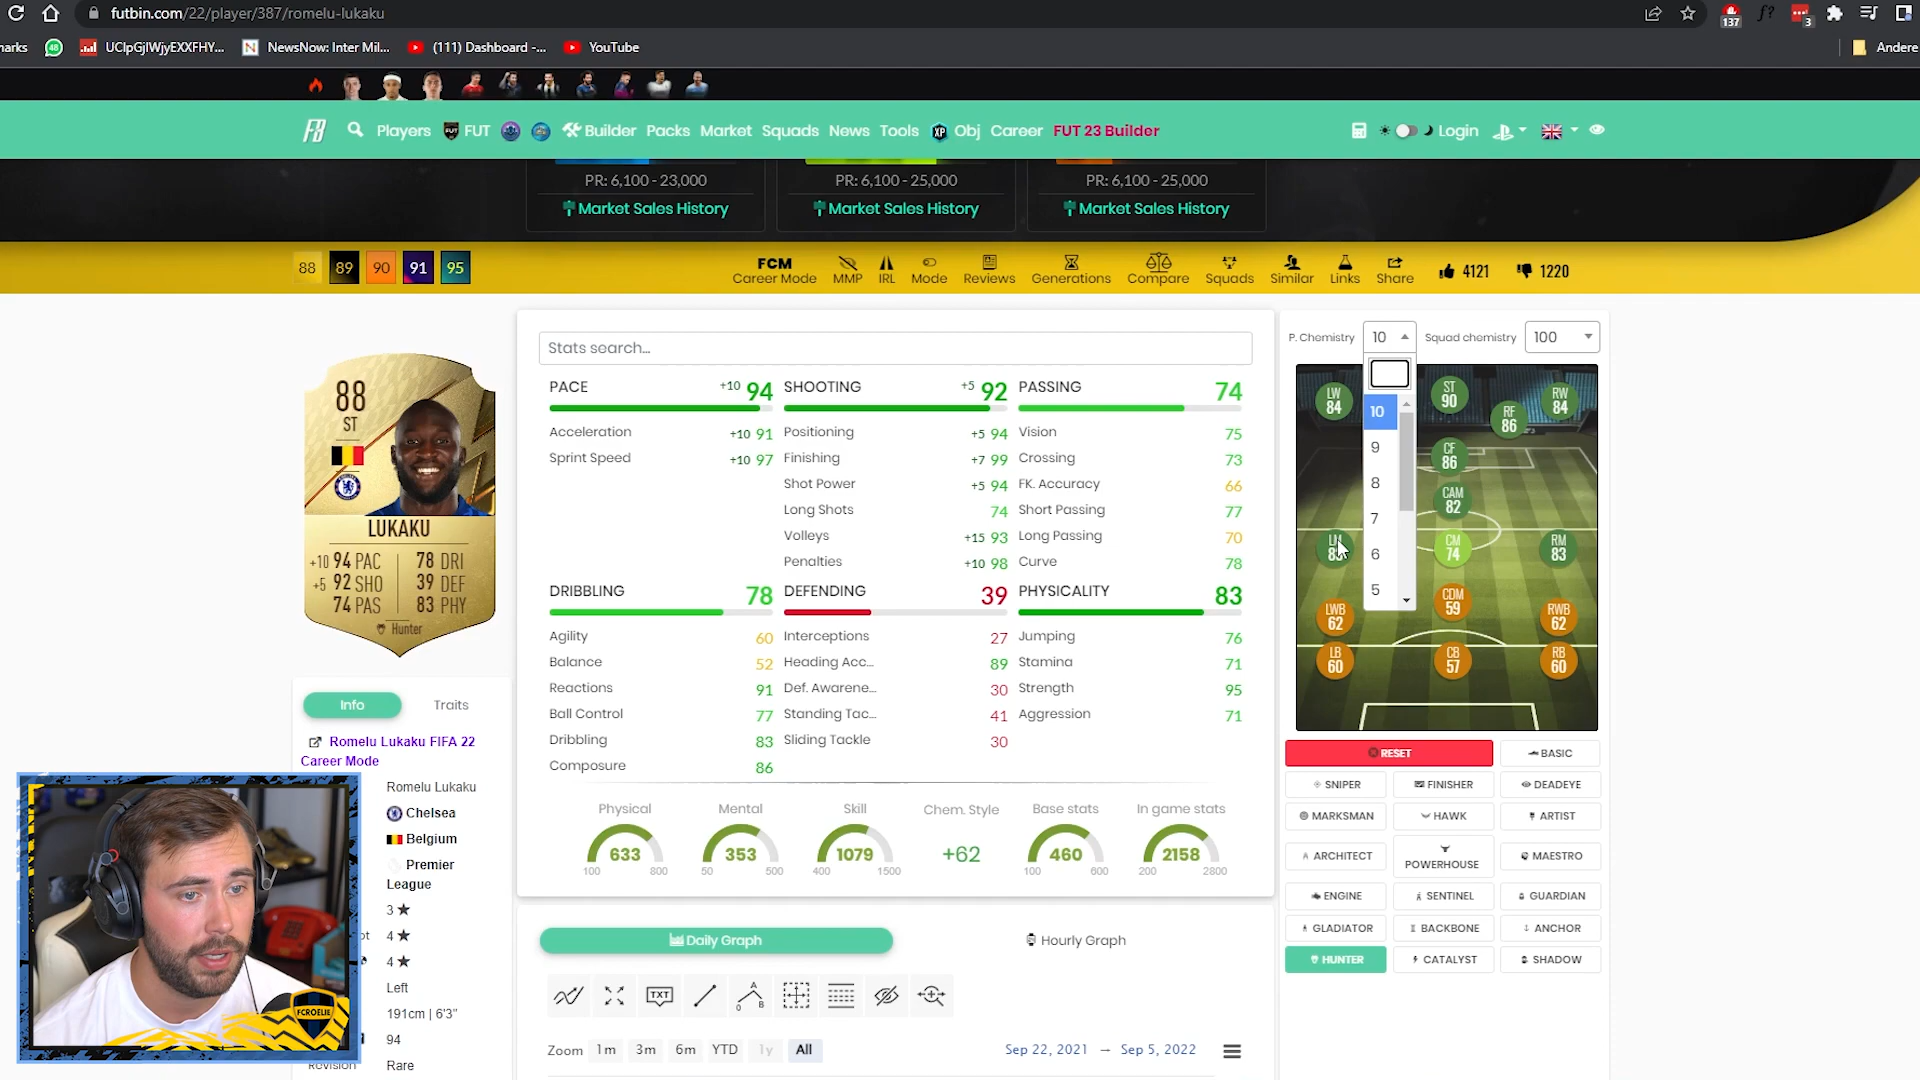 futbin.com/22/player/387/romelu-lukaku
137
f?
3
narks
UCIpGjIWjyEXXFHY...
N NewsNow: Inter Mil...
(111) Dashboard -...
YouTube
Andere
Players FUT Builder Packs Market Squads News Tools XP Obj Career FUT 23 Builder
Login
PR: 6,100 - 23,000
PR: 6,100 - 25,000
PR: 6,100 - 25,000
Market Sales History
Market Sales History
Market Sales History
88 89 90 91 95
FCM
Career Mode
MMP
IRL
Mode
Reviews
Generations
Compare
Squads
Similar
Links
Share
4121
1220
88
ST
LUKAKU
+10 94 PAC 78 DRI
+5 92 SHO 39 DEF
74 PAS 83 PHY
Hunter
Stats search...
PACE +10 94
Acceleration +10 91
Sprint Speed +10 97
SHOOTING +5 92
Positioning +5 94
Finishing +7 99
Shot Power +5 94
Long Shots 74
Volleys +15 93
Penalties +10 98
PASSING 74
Vision 75
Crossing 73
FK. Accuracy 66
Short Passing 77
Long Passing 70
Curve 78
DRIBBLING 78
Agility 60
Balance 52
Reactions 91
Ball Control 77
Dribbling 83
Composure 86
DEFENDING 39
Interceptions 27
Heading Acc... 89
Def. Awarene... 30
Standing Tac... 41
Sliding Tackle 30
PHYSICALITY 83
Jumping 76
Stamina 71
Strength 95
Aggression 71
Physical
633
100 800
Mental
353
50 500
Skill
1079
400 1500
Chem. Style
+62
Base stats
460
100 600
In game stats
2158
200 2800
P. Chemistry 10
Squad chemistry 100
10
9
8
7
6
5
LW
84
ST
90
RF
86
RW
84
CF
86
CAM
82
CM
74
RM
83
LWB
62
CDM
59
RWB
62
LB
60
CB
57
RB
60
RESET BASIC
SNIPER FINISHER DEADEYE
MARKSMAN HAWK ARTIST
ARCHITECT POWERHOUSE MAESTRO
ENGINE SENTINEL GUARDIAN
GLADIATOR BACKBONE ANCHOR
HUNTER CATALYST SHADOW
Info
Traits
Romelu Lukaku FIFA 22
Career Mode
Romelu Lukaku
Chelsea
Belgium
Premier
League
3 ★
4 ★
4 ★
Left
191cm | 6'3"
94
Revision Rare
Daily Graph
Hourly Graph
TXT
Zoom 1m 3m 6m YTD 1y All
Sep 22, 2021 → Sep 5, 2022
FCROELIE